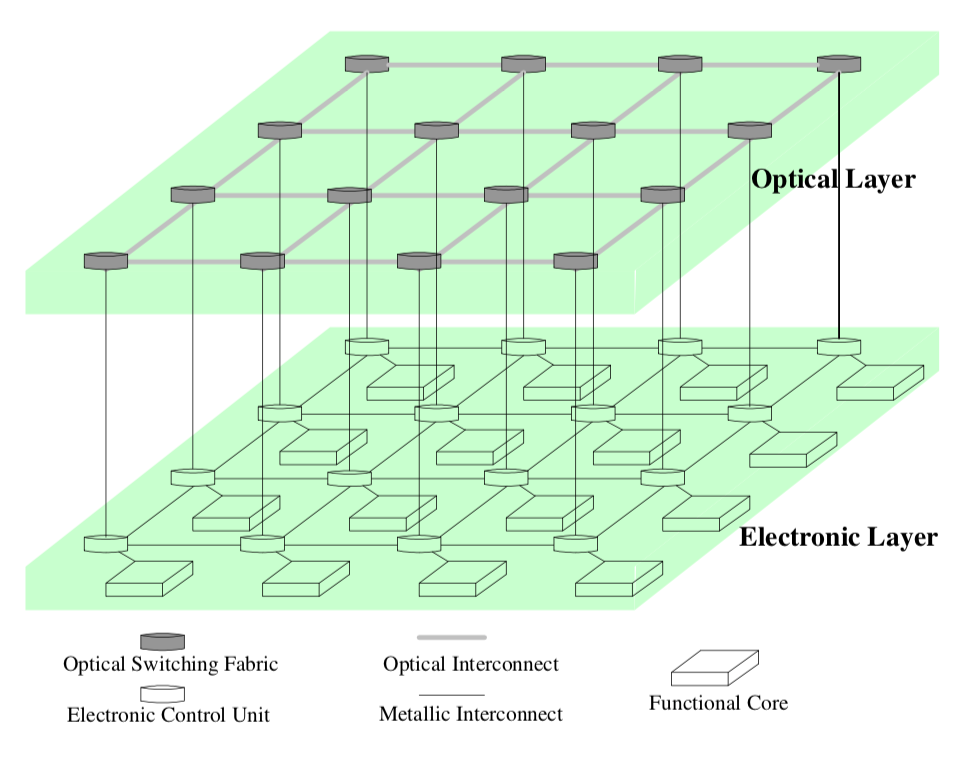 Optical Layer
Electronic Layer
Optical Switching Fabric
Optical Interconnect
Electronic Control Unit
Metallic Interconnect
Functional Core